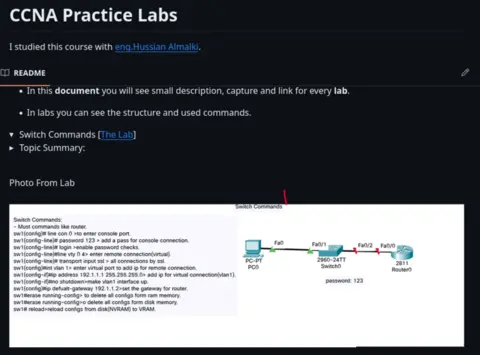 CCNA Practice Labs
I studied this course with eng.Hussian Almalki.
README
In this document you will see small description, capture and link for every lab.
In labs you can see the structure and used commands.
Switch Commands [The Lab]
Topic Summary:
Photo From Lab
Switch Commands
Switch Commands:
- Most commands like router.
sw1(config)# line con 0 >to enter console port.
sw1(config-line)# password 123 > add a pass for console connection.
sw1(config-line)# login >enable password checks.
sw1(config)# line vty 0 4> enter remote connection(virtual)
sw1(config-line)# transport input ssl > all connections by ssl.
sw1(config)#int vlan 1> enter virtual port to add ip for remote connection.
sw1(config-if)#ip address 192.1.1.1 255.255.255.0> add ip for virtual connection(vlan1).
sw1(config-if)#no shutdown>make vlan1 interface up.
sw1(config)#ip defualt-gateway 192.1.1.2>set the gateway for router.
sw1#erase running-config> to delete all configs form ram memory.
sw1#erase running-config>o delete all configs form disk memory.
sw1# reload>reload configs from disk(NVRAM) to VRAM.
Fa0
Fa0/1
Fa0/2
Fa0/0
PC-PT
PC0
2960-24TT
Switch0
2811
Router0
password: 123